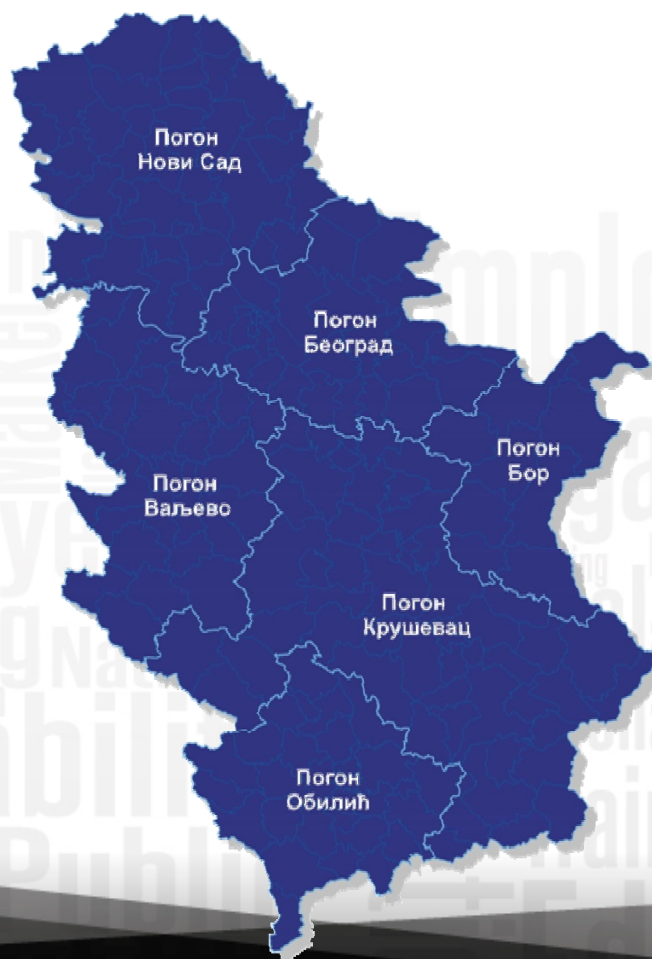 Погон
Нови Сад
Погон
Београд
Погон
Бор
Погон
Ваљево
Погон
Крушевац
Погон
Обилић